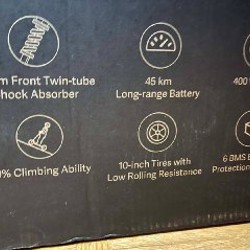 m Front Twin-tube
hock Absorber
45 km
Long-range Battery
400
% Climbing Ability
10-inch Tires with
Low Rolling Resistance
6 BMS
Protection